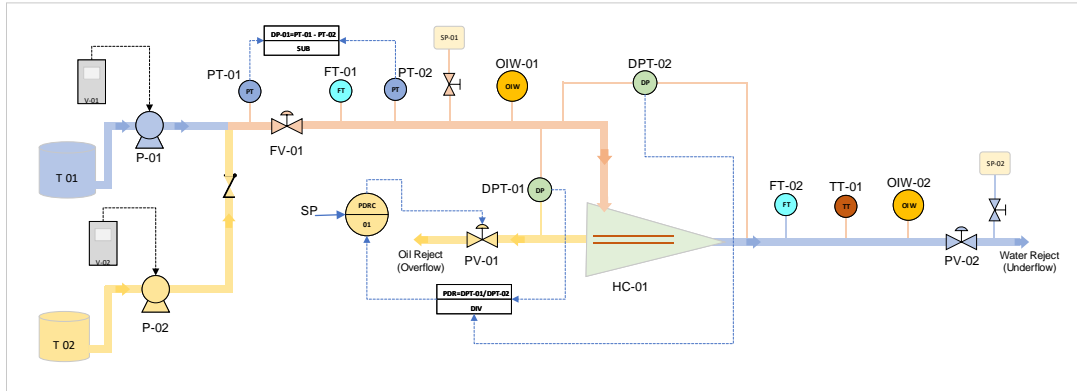 DP-01=PT-01 - PT-02
SUB
SP-01
PT-01
FT-01
PT-02
OIW-01
DPT-02
PT
FT
PT
OIW
DP
V-01
P-01
FV-01
T 01
DPT-01
DP
SP
PDRC
01
FT-02
TT-01
OIW-02
SP-02
FT
TT
OIW
Oil Reject
(Overflow)
PV-01
HC-01
PV-02
Water Reject
(Underflow)
V-02
P-02
PDR=DPT-01/DPT-02
DIV
T 02